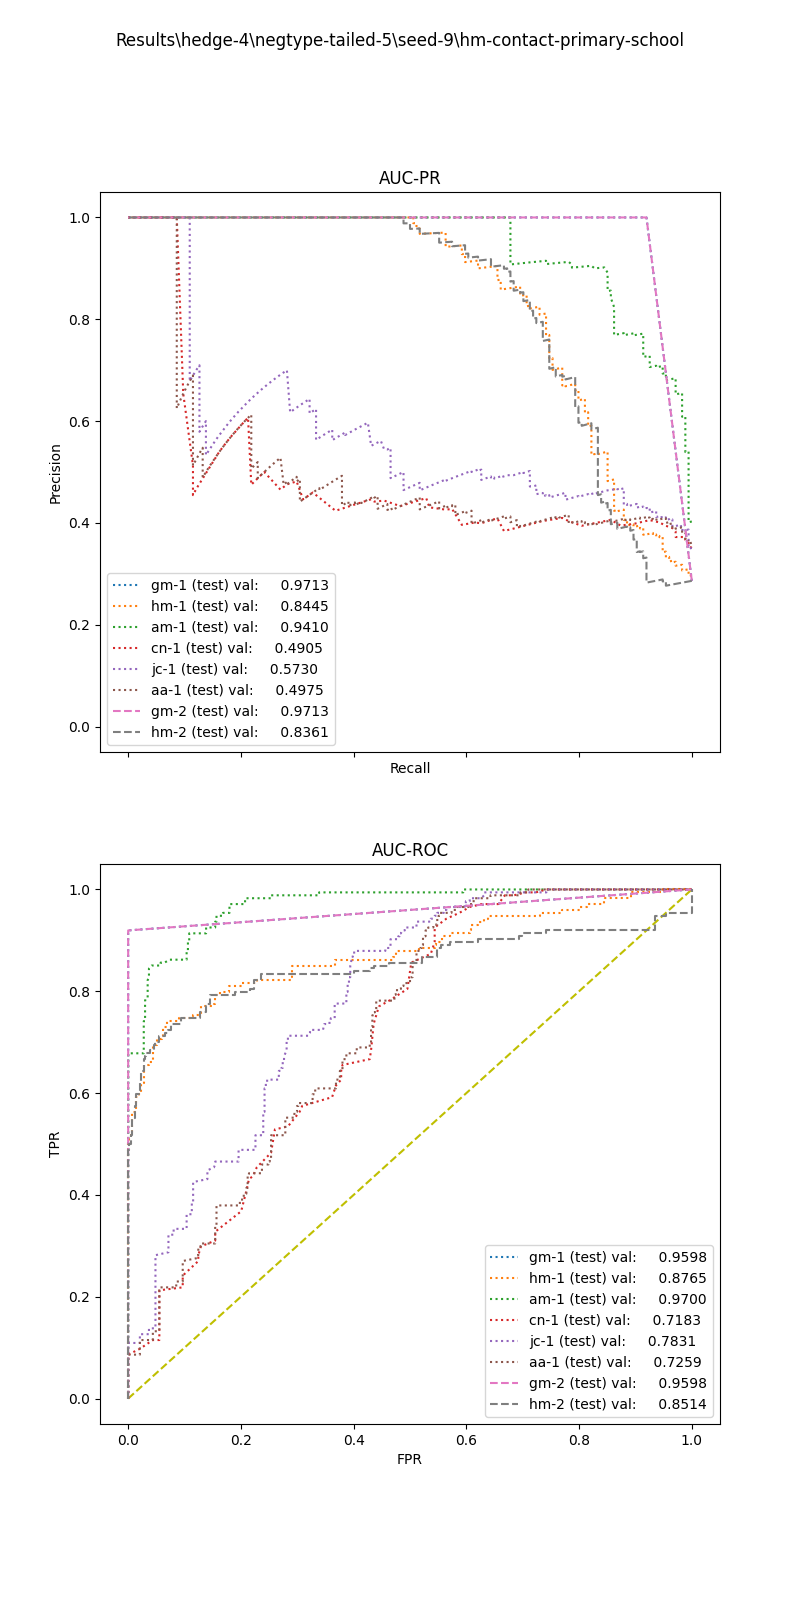 Results\hedge-4\negtype-tailed-5\seed-9\hm-contact-primary-school
AUC-PR
1.0
0.8
0.6
0.4
0.2
0.0
Precision
gm-1 (test) val: 0.9713
hm-1 (test) val: 0.8445
am-1 (test) val: 0.9410
cn-1 (test) val: 0.4905
jc-1 (test) val: 0.5730
aa-1 (test) val: 0.4975
gm-2 (test) val: 0.9713
hm-2 (test) val: 0.8361
Recall
AUC-ROC
1.0
0.8
0.6
0.4
0.2
0.0
TPR
gm-1 (test) val: 0.9598
hm-1 (test) val: 0.8765
am-1 (test) val: 0.9700
cn-1 (test) val: 0.7183
jc-1 (test) val: 0.7831
aa-1 (test) val: 0.7259
gm-2 (test) val: 0.9598
hm-2 (test) val: 0.8514
0.0 0.2 0.4 0.6 0.8 1.0
FPR